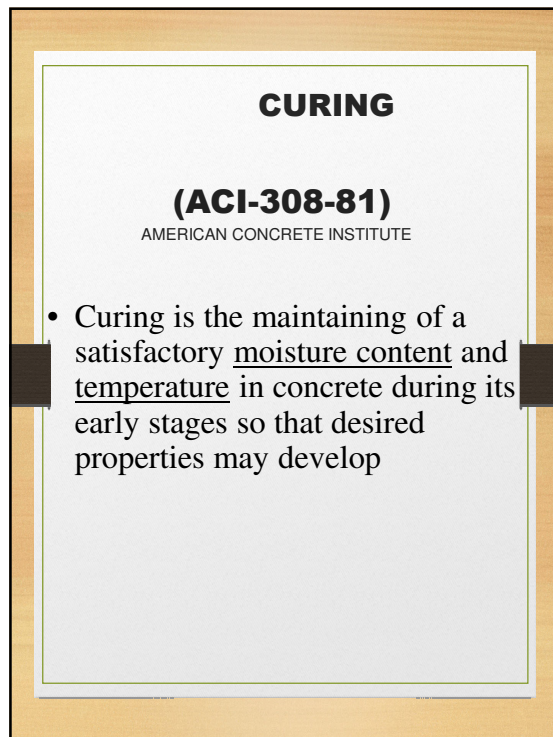 CURING
(ACI-308-81)
AMERICAN CONCRETE INSTITUTE
• Curing is the maintaining of a
satisfactory moisture content and
temperature in concrete during its
early stages so that desired
properties may develop